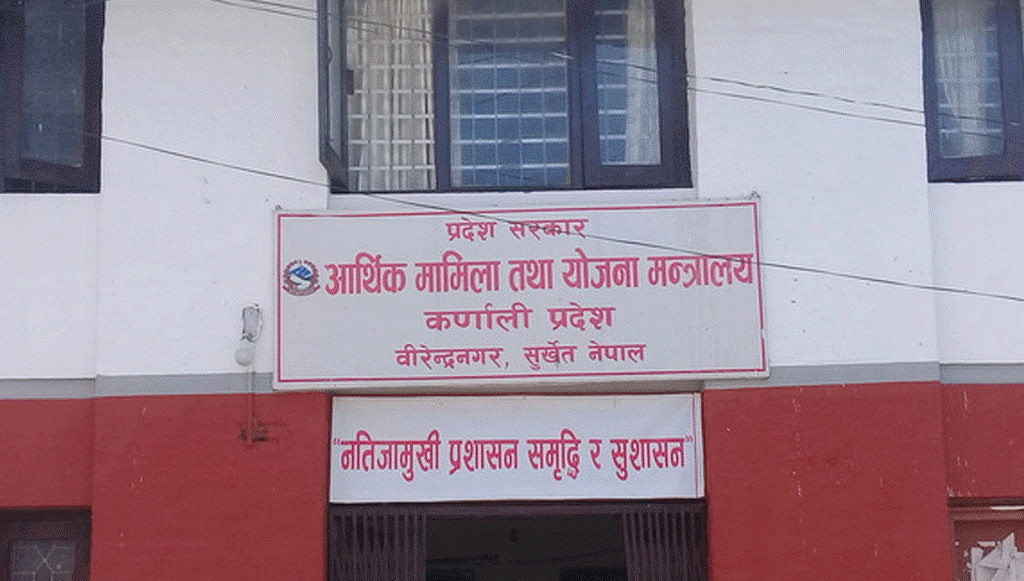 प्रदेश सरकार
आर्थिक मामिला तथा योजना मन्त्रालय
कर्णाली प्रदेश
वीरेन्द्रनगर, सुर्खेत नेपाल
“नतिजामुखी प्रशासन समृद्धि र सुशासन”